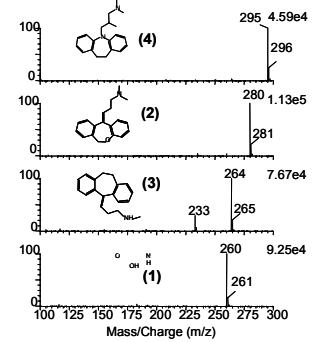 295 4.59e4
100
N
N
(4)
296
0
280 1.13e5
100
N
(2)
281
O
0
264 7.67e4
100
(3)
233
265
NH
0
260 9.25e4
100
O
N
H
OH
(1)
261
0
100 125 150 175 200 225 250 275 300
Mass/Charge (m/z)